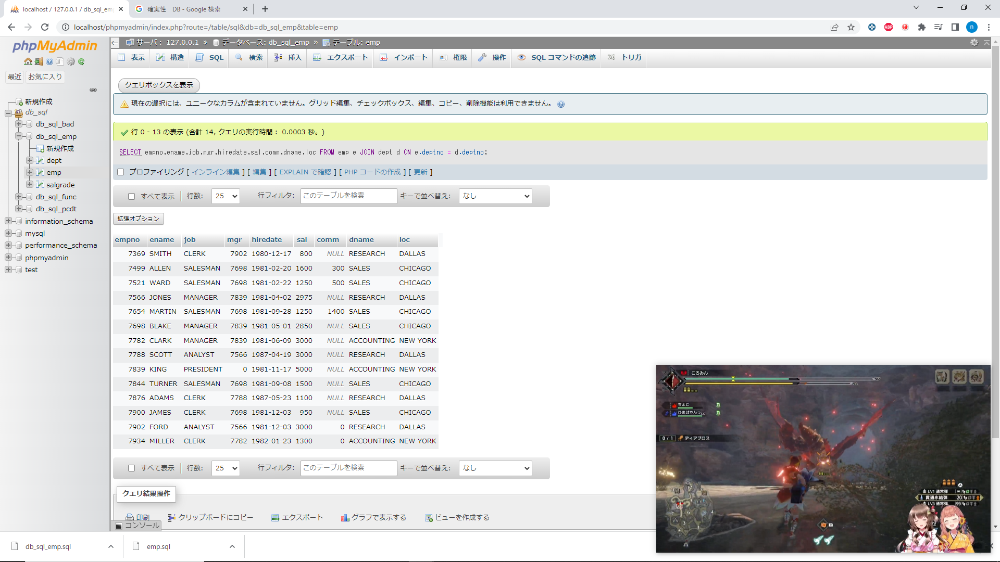 localhost / 127.0.0.1 / db_sql_em
確実性　DB - Google 検索
localhost/phpmyadmin/index.php?route=/table/sql&db=db_sql_emp&table=emp
ABP
n
phpMyAdmin
最近
お気に入り
新規作成
db_sql
db_sql_bad
db_sql_emp
新規作成
dept
emp
salgrade
db_sql_func
db_sql_pcdt
information_schema
mysql
performance_schema
phpmyadmin
test
サーバ： 127.0.0.1 » データベース: db_sql_emp » テーブル: emp
表示 構造 SQL 検索 挿入 エクスポート インポート 権限 操作 SQL コマンドの追跡 トリガ
クエリボックスを表示
現在の選択には、ユニークなカラムが含まれていません。グリッド編集、チェックボックス、編集、コピー、削除機能は利用できません。
行 0 - 13 の表示 (合計 14, クエリの実行時間： 0.0003 秒。)
SELECT empno,ename,job,mgr,hiredate,sal,comm,dname,loc FROM emp e JOIN dept d ON e.deptno = d.deptno;
プロファイリング [ インライン編集 ] [ 編集 ] [ EXPLAIN で確認 ] [ PHP コードの作成 ] [ 更新 ]
すべて表示 行数: 25 行フィルタ: このテーブルを検索 キーで並べ替え: なし
拡張オプション
empno ename job mgr hiredate sal comm dname loc
7369 SMITH CLERK 7902 1980-12-17 800 NULL RESEARCH DALLAS
7499 ALLEN SALESMAN 7698 1981-02-20 1600 300 SALES CHICAGO
7521 WARD SALESMAN 7698 1981-02-22 1250 500 SALES CHICAGO
7566 JONES MANAGER 7839 1981-04-02 2975 NULL RESEARCH DALLAS
7654 MARTIN SALESMAN 7698 1981-09-28 1250 1400 SALES CHICAGO
7698 BLAKE MANAGER 7839 1981-05-01 2850 NULL SALES CHICAGO
7782 CLARK MANAGER 7839 1981-06-09 3000 NULL ACCOUNTING NEW YORK
7788 SCOTT ANALYST 7566 1987-04-19 3000 NULL RESEARCH DALLAS
7839 KING PRESIDENT 0 1981-11-17 5000 NULL ACCOUNTING NEW YORK
7844 TURNER SALESMAN 7698 1981-09-08 1500 NULL SALES CHICAGO
7876 ADAMS CLERK 7788 1987-05-23 1100 NULL RESEARCH DALLAS
7900 JAMES CLERK 7698 1981-12-03 950 NULL SALES CHICAGO
7902 FORD ANALYST 7566 1981-12-03 3000 0 RESEARCH DALLAS
7934 MILLER CLERK 7782 1982-01-23 1300 0 ACCOUNTING NEW YORK
すべて表示 行数: 25 行フィルタ: このテーブルを検索 キーで並べ替え: なし
クエリ結果操作
印刷 クリップボードにコピー エクスポート グラフで表示する ビューを作成する
コンソール
db_sql_emp.sql
emp.sql
ころみん
ちょこ
0 / 1 ディアブロス
LV1 通常弾
貫通氷結弾 20
LV3 通常弾 99